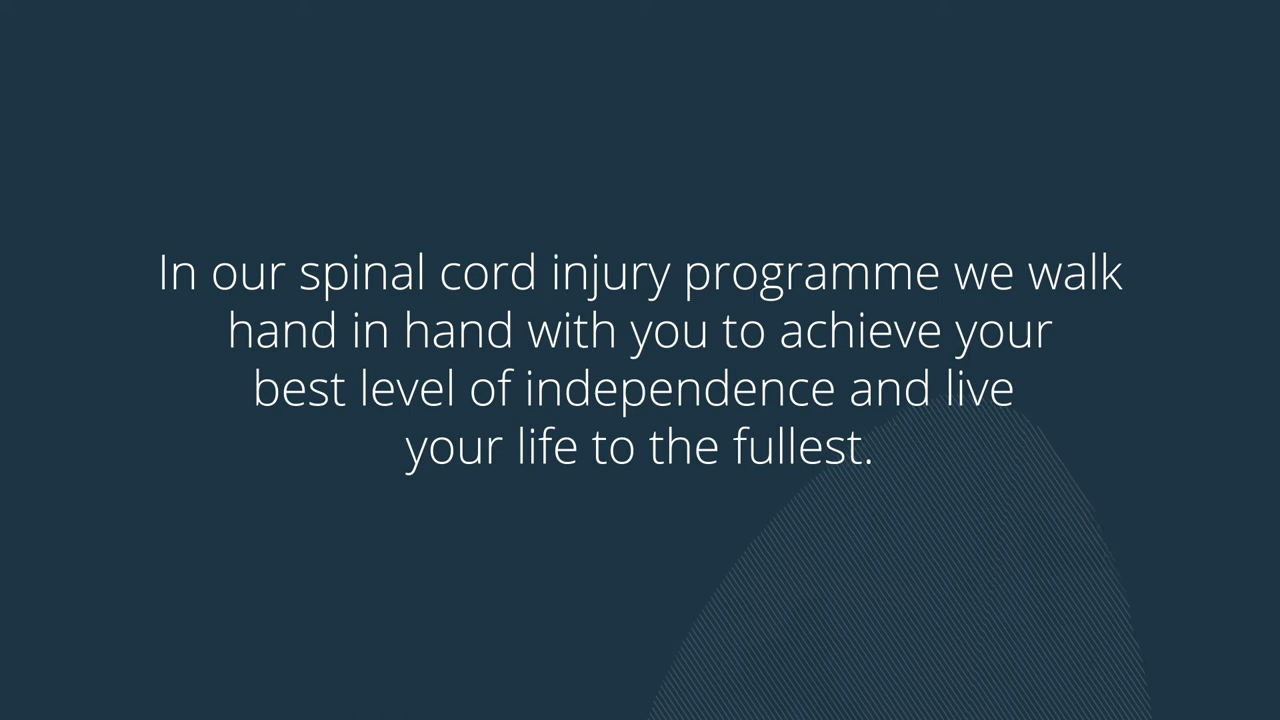 In our spinal cord injury programme we walk
hand in hand with you to achieve your
best level of independence and live
your life to the fullest.